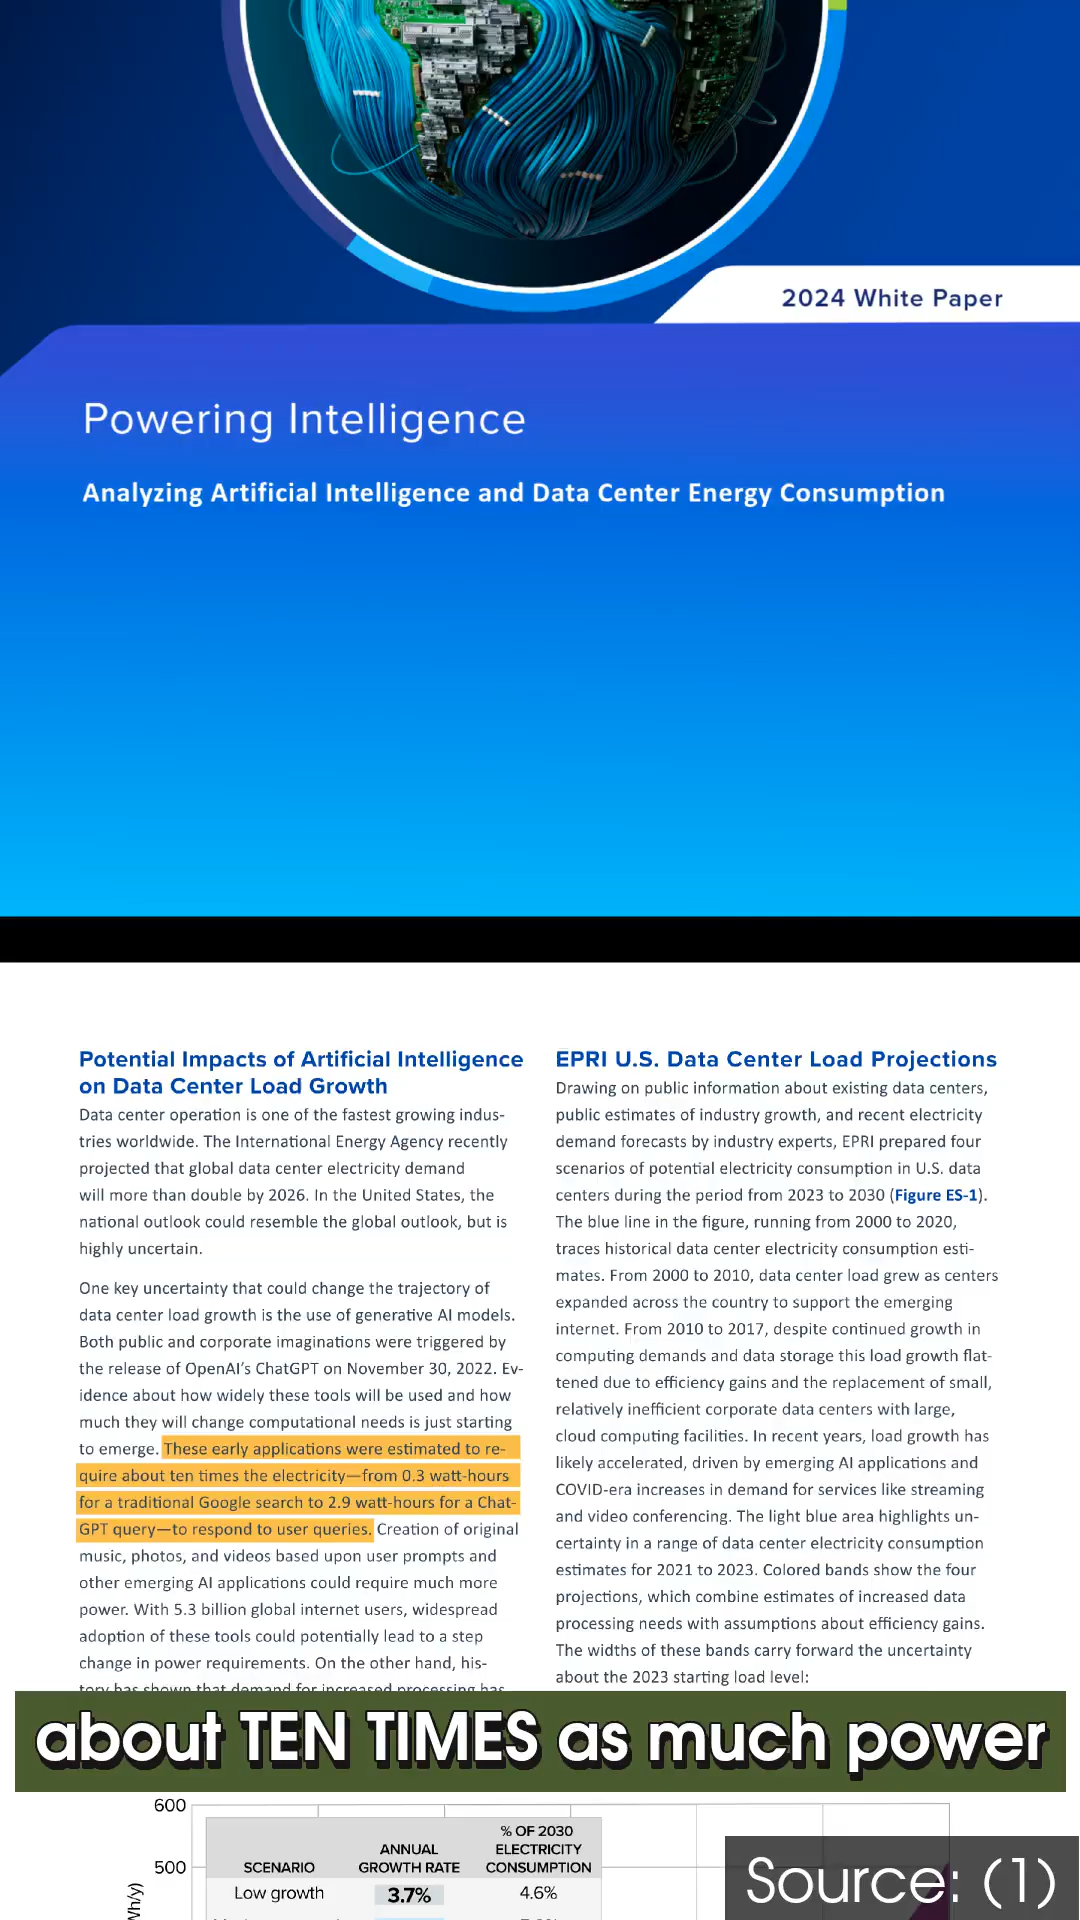 2024 White Paper
Powering Intelligence
Analyzing Artificial Intelligence and Data Center Energy Consumption
Potential Impacts of Artificial Intelligence
on Data Center Load Growth
Data center operation is one of the fastest growing indus-
tries worldwide. The International Energy Agency recently
projected that global data center electricity demand
will more than double by 2026. In the United States, the
national outlook could resemble the global outlook, but is
highly uncertain.
One key uncertainty that could change the trajectory of
data center load growth is the use of generative AI models.
Both public and corporate imaginations were triggered by
the release of OpenAI's ChatGPT on November 30, 2022. Ev-
idence about how widely these tools will be used and how
much they will change computational needs is just starting
to emerge. These early applications were estimated to re-
quire about ten times the electricity—from 0.3 watt-hours
for a traditional Google search to 2.9 watt-hours for a Chat-
GPT query—to respond to user queries. Creation of original
music, photos, and videos based upon user prompts and
other emerging AI applications could require much more
power. With 5.3 billion global internet users, widespread
adoption of these tools could potentially lead to a step
change in power requirements. On the other hand, his-
tory has shown that demand for increased processing has
EPRI U.S. Data Center Load Projections
Drawing on public information about existing data centers,
public estimates of industry growth, and recent electricity
demand forecasts by industry experts, EPRI prepared four
scenarios of potential electricity consumption in U.S. data
centers during the period from 2023 to 2030 (Figure ES-1).
The blue line in the figure, running from 2000 to 2020,
traces historical data center electricity consumption esti-
mates. From 2000 to 2010, data center load grew as centers
expanded across the country to support the emerging
internet. From 2010 to 2017, despite continued growth in
computing demands and data storage this load growth flat-
tened due to efficiency gains and the replacement of small,
relatively inefficient corporate data centers with large,
cloud computing facilities. In recent years, load growth has
likely accelerated, driven by emerging AI applications and
COVID-era increases in demand for services like streaming
and video conferencing. The light blue area highlights un-
certainty in a range of data center electricity consumption
estimates for 2021 to 2023. Colored bands show the four
projections, which combine estimates of increased data
processing needs with assumptions about efficiency gains.
The widths of these bands carry forward the uncertainty
about the 2023 starting load level:
about TEN TIMES as much power
600
500
Wh/y)
SCENARIO
ANNUAL
GROWTH RATE
% OF 2030
ELECTRICITY
CONSUMPTION
Low growth
3.7%
4.6%
Source: (1)